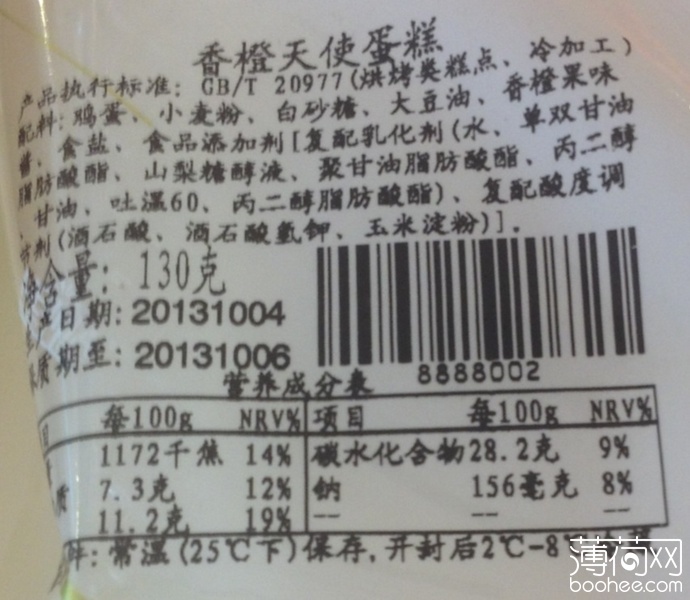 香橙天使蛋糕
产品执行标准: GB/T 20977(烘烤类糕点、冷加工)
配料: 鸡蛋、小麦粉、白砂糖、大豆油、香橙果味
酱、食盐、食品添加剂[复配乳化剂(水、单双甘油
脂肪酸酯、山梨糖醇液、聚甘油脂肪酸酯、丙二醇
、甘油、吐温60、丙二醇脂肪酸酯)、复配酸度调
节剂(酒石酸、酒石酸氢钾、玉米淀粉)].
净含量: 130克
生产日期: 20131004
保质期至: 20131006
8888002
营养成分表
目 每100g NRV% 项目 每100g NRV%
1172千焦 14% 碳水化合物 28.2克 9%
质 7.3克 12% 钠 156毫克 8%
11.2克 19% -- -- --
件: 常温(25℃下)保存,开封后2℃-8
薄荷网
boohee.com